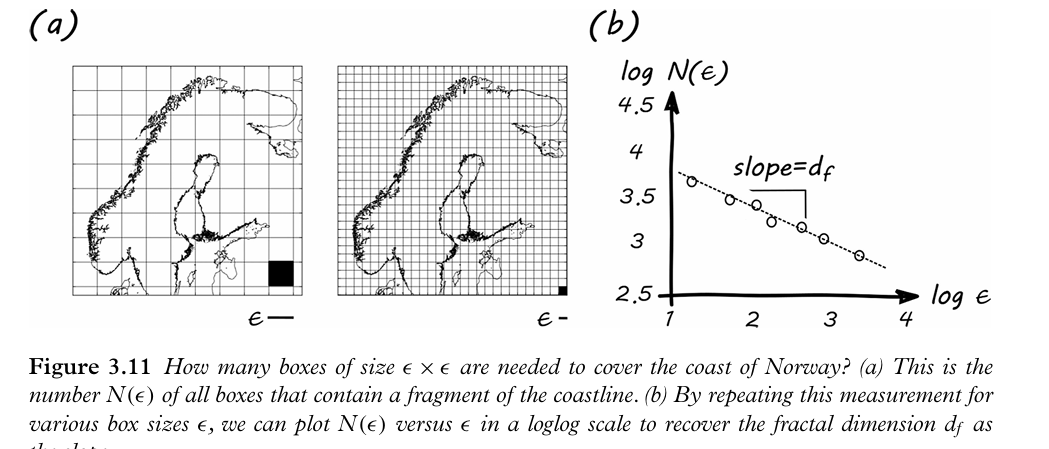 (a)
(b)
log N(ϵ)
4.5
4
3.5
3
2.5
slope=df
1 2 3 4
log ϵ
ϵ
ϵ
Figure 3.11 How many boxes of size ϵ × ϵ are needed to cover the coast of Norway? (a) This is the
number N(ϵ) of all boxes that contain a fragment of the coastline. (b) By repeating this measurement for
various box sizes ϵ, we can plot N(ϵ) versus ϵ in a loglog scale to recover the fractal dimension df as